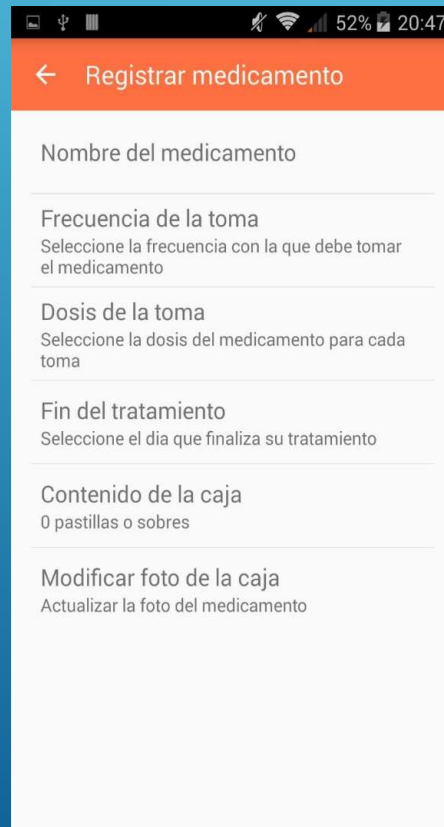 52% 20:47
Registrar medicamento
Nombre del medicamento
Frecuencia de la toma
Seleccione la frecuencia con la que debe tomar
el medicamento
Dosis de la toma
Seleccione la dosis del medicamento para cada
toma
Fin del tratamiento
Seleccione el dia que finaliza su tratamiento
Contenido de la caja
0 pastillas o sobres
Modificar foto de la caja
Actualizar la foto del medicamento